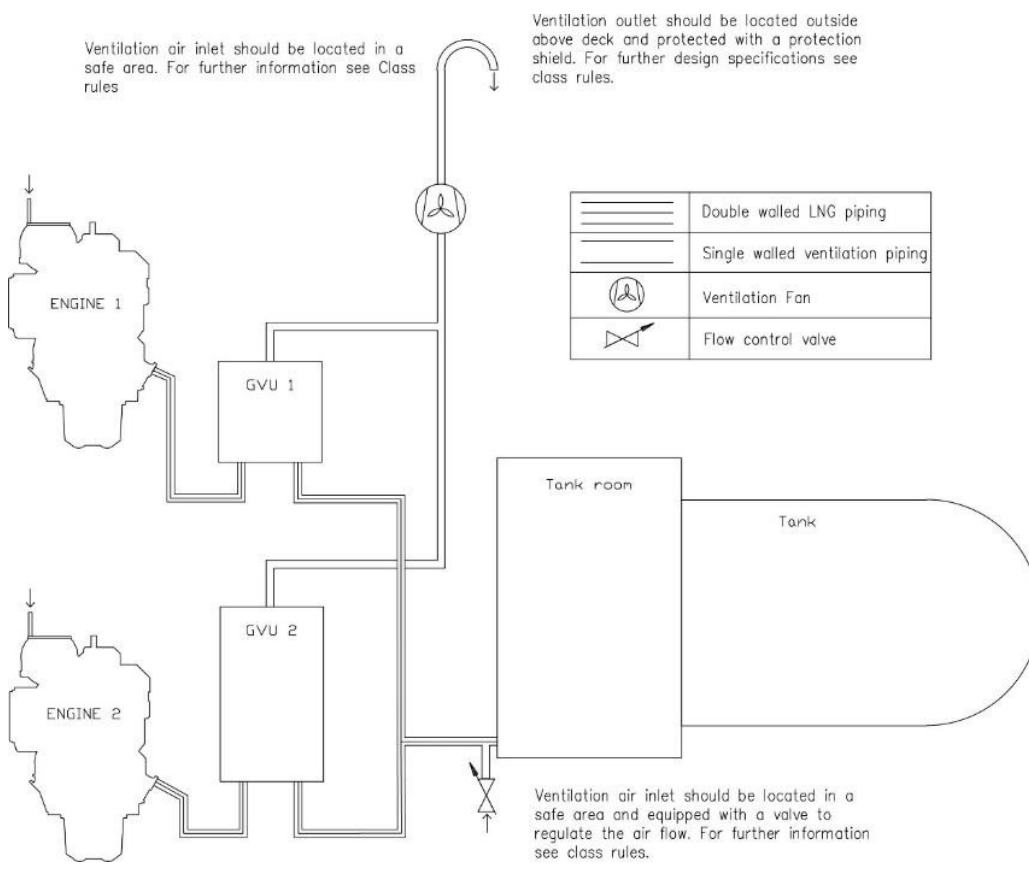 Ventilation air inlet should be located in a
safe area. For further information see Class
rules
Ventilation outlet should be located outside
above deck and protected with a protection
shield. For further design specifications see
class rules.
Double walled LNG piping
Single walled ventilation piping
Ventilation Fan
Flow control valve
ENGINE 1
GVU 1
Tank room
Tank
GVU 2
ENGINE 2
Ventilation air inlet should be located in a
safe area and equipped with a valve to
regulate the air flow. For further information
see class rules.